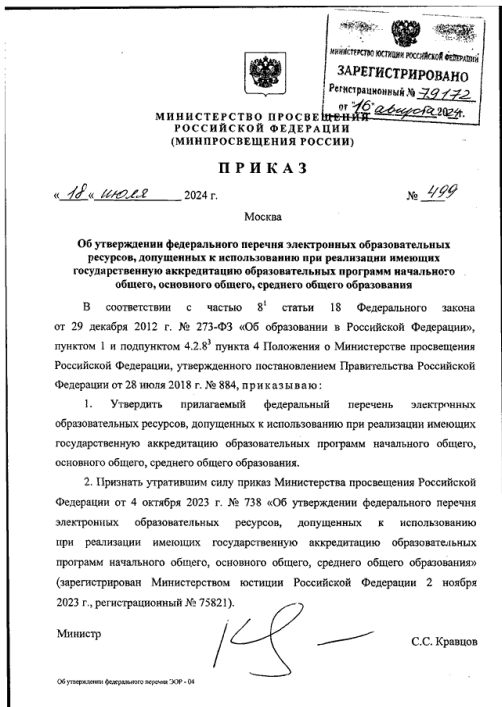 МИНИСТЕРСТВО ЮСТИЦИИ РОССИЙСКОЙ ФЕДЕРАЦИИ
ЗАРЕГИСТРИРОВАНО
Регистрационный № 79172
от "16" августа 2024г.
МИНИСТЕРСТВО ПРОСВЕЩЕНИЯ
РОССИЙСКОЙ ФЕДЕРАЦИИ
(МИНПРОСВЕЩЕНИЯ РОССИИ)
ПРИКАЗ
« 18 « июля 2024 г. № 499
Москва
Об утверждении федерального перечня электронных образовательных
ресурсов, допущенных к использованию при реализации имеющих
государственную аккредитацию образовательных программ начального
общего, основного общего, среднего общего образования
В соответствии с частью 8¹ статьи 18 Федерального закона
от 29 декабря 2012 г. № 273-ФЗ «Об образовании в Российской Федерации»,
пунктом 1 и подпунктом 4.2.8³ пункта 4 Положения о Министерстве просвещения
Российской Федерации, утвержденного постановлением Правительства Российской
Федерации от 28 июля 2018 г. № 884, приказываю:
1. Утвердить прилагаемый федеральный перечень электронных
образовательных ресурсов, допущенных к использованию при реализации имеющих
государственную аккредитацию образовательных программ начального общего,
основного общего, среднего общего образования.
2. Признать утратившим силу приказ Министерства просвещения Российской
Федерации от 4 октября 2023 г. № 738 «Об утверждении федерального перечня
электронных образовательных ресурсов, допущенных к использованию
при реализации имеющих государственную аккредитацию образовательных
программ начального общего, основного общего, среднего общего образования»
(зарегистрирован Министерством юстиции Российской Федерации 2 ноября
2023 г., регистрационный № 75821).
Министр
С.С. Кравцов
Об утверждении федерального перечня ЭОР - 04